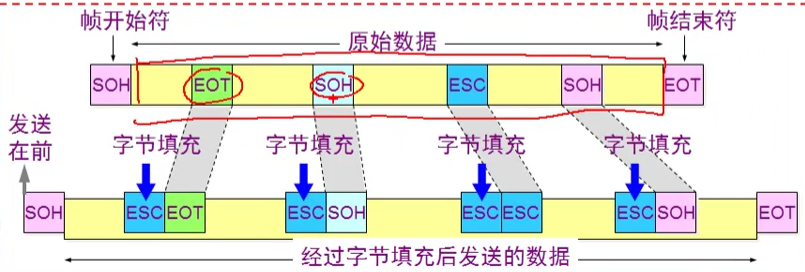 帧开始符
原始数据
帧结束符
SOH EOT SOH ESC SOH EOT
发送
在前
字节填充 字节填充 字节填充 字节填充
SOH ESC EOT ESC SOH ESC ESC ESC SOH EOT
经过字节填充后发送的数据